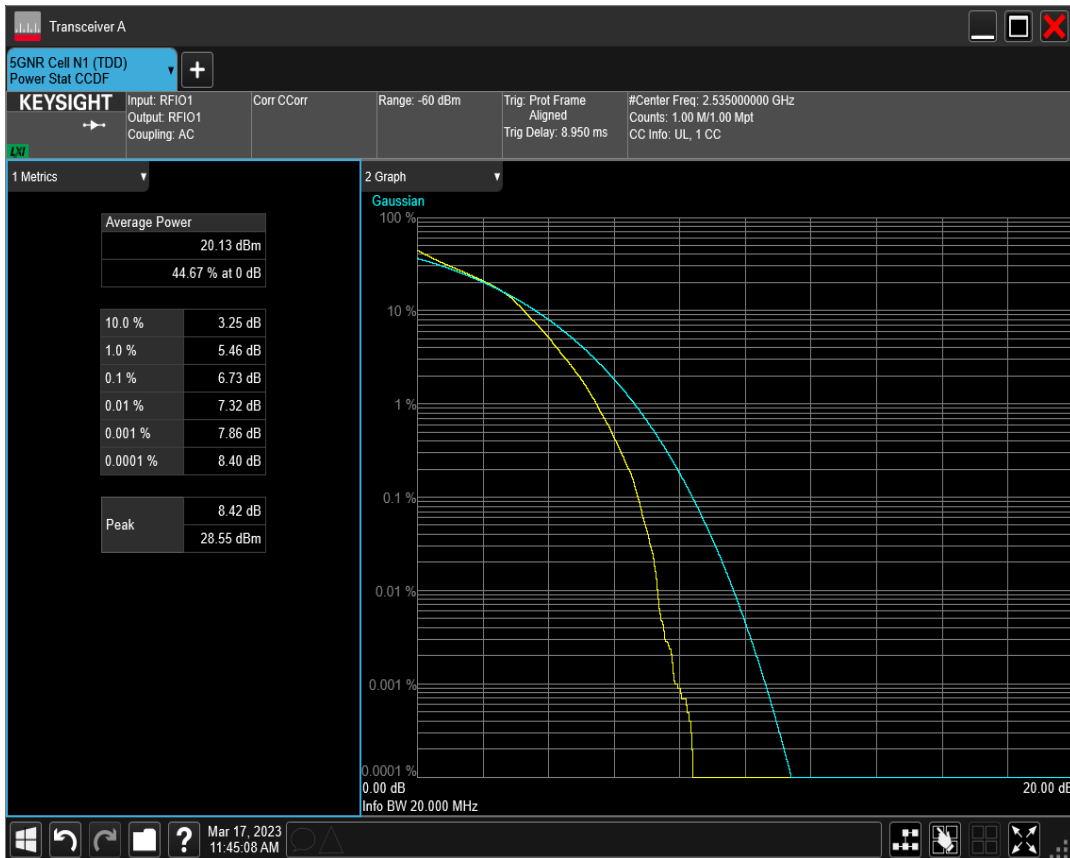 Transceiver A
5GNR Cell N1 (TDD)
Power Stat CCDF
+
KEYSIGHT
LXI
Input: RFIO1
Output: RFIO1
Coupling: AC
Corr CCorr
Range: -60 dBm
Trig: Prot Frame
Aligned
Trig Delay: 8.950 ms
#Center Freq: 2.535000000 GHz
Counts: 1.00 M/1.00 Mpt
CC Info: UL, 1 CC
1 Metrics
Average Power
20.13 dBm
44.67 % at 0 dB
10.0 % 3.25 dB
1.0 % 5.46 dB
0.1 % 6.73 dB
0.01 % 7.32 dB
0.001 % 7.86 dB
0.0001 % 8.40 dB
Peak
8.42 dB
28.55 dBm
2 Graph
Gaussian
100 %
10 %
1 %
0.1 %
0.01 %
0.001 %
0.0001 %
0.00 dB 20.00 dB
Info BW 20.000 MHz
?
Mar 17, 2023
11:45:08 AM